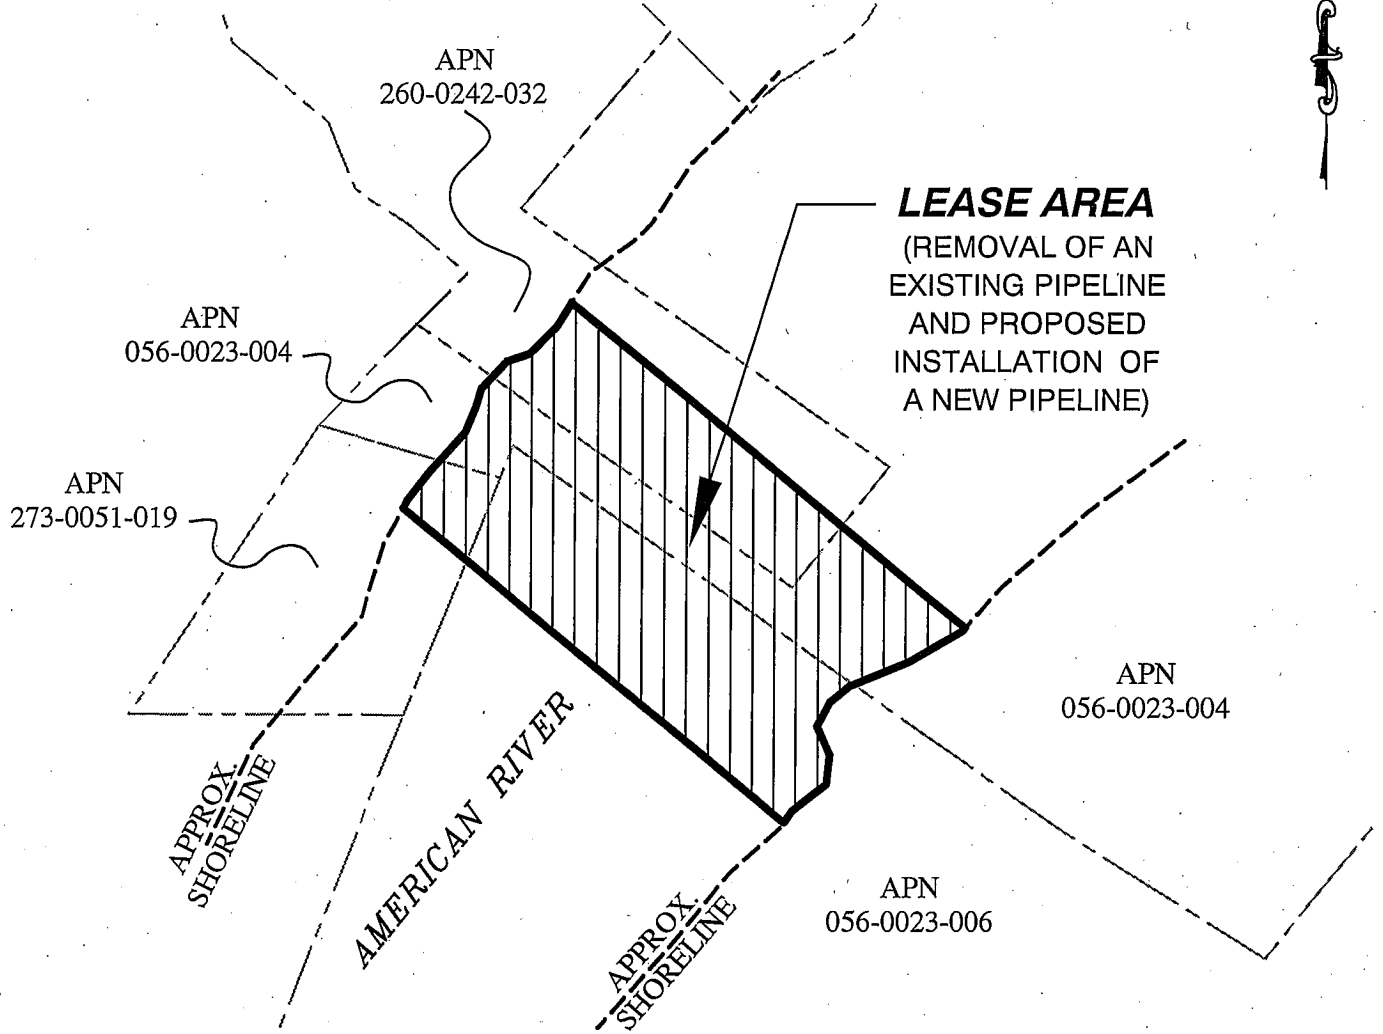 APN
260-0242-032
LEASE AREA
(REMOVAL OF AN
EXISTING PIPELINE
AND PROPOSED
INSTALLATION OF
A NEW PIPELINE)
APN
056-0023-004
APN
273-0051-019
APN
056-0023-004
APPROX.
SHORELINE
AMERICAN RIVER
APPROX.
SHORELINE
APN
056-0023-006